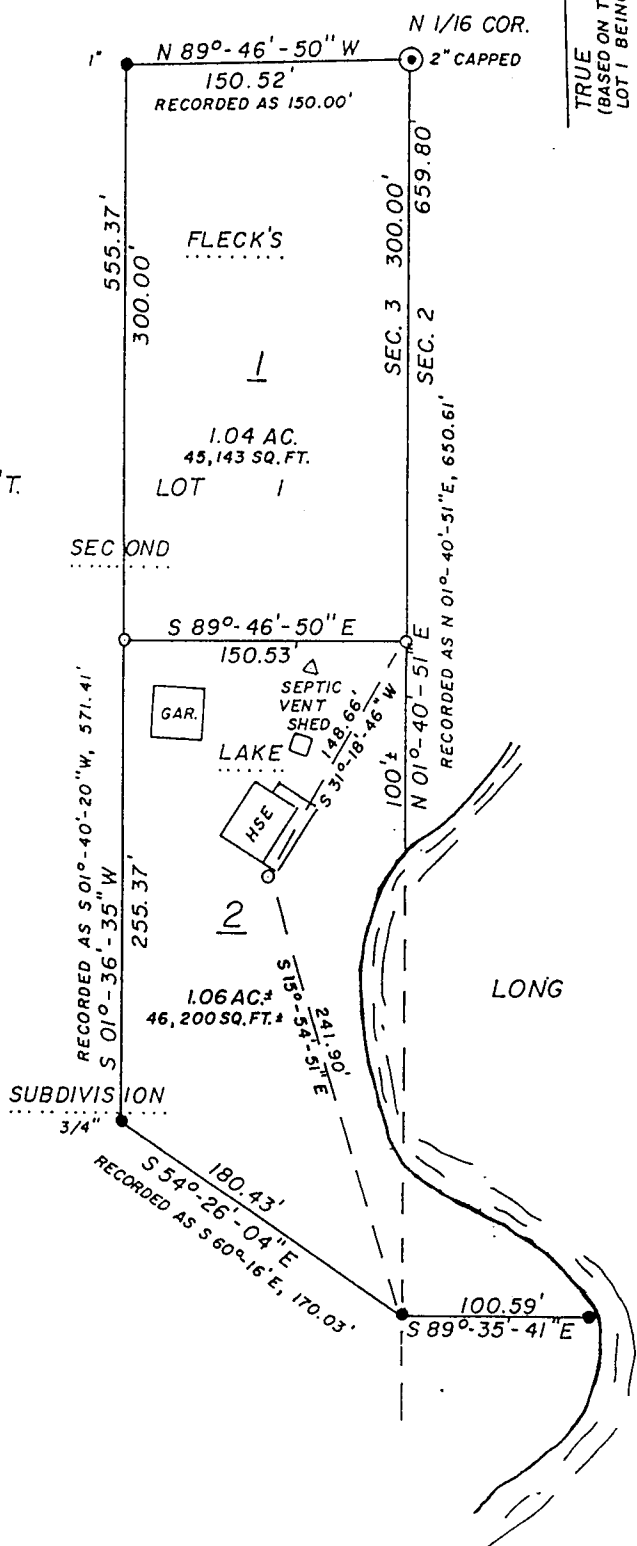 N 1/16 COR.
TRUE
(BASED ON T
LOT 1 BEING
1"
N 89°-46'-50" W
2" CAPPED
150.52'
RECORDED AS 150.00'
555.37'
300.00'
300.00'
659.80'
FLECK'S
SEC. 3
SEC. 2
1
1.04 AC.
45,143 SQ.FT.
'T.
LOT 1
SECOND
RECORDED AS N 01°-40'-51" E, 650.61'
N 01°-40'-51" E
100'±
S 89°-46'-50" E
150.53'
SEPTIC
VENT
SHED
GAR.
148.66'
S 31°-18'-46" W
LAKE
HSE
RECORDED AS S 01°-40'-20" W, 571.41'
S 01°-36'-35" W
255.37'
2
1.06 AC.±
46,200 SQ.FT.±
241.90'
S 15°-54'-51" E
LONG
SUBDIVISION
3/4"
180.43'
S 54°-26'-04" E
RECORDED AS S 60°-16' E, 170.03'
100.59'
S 89°-35'-41" E